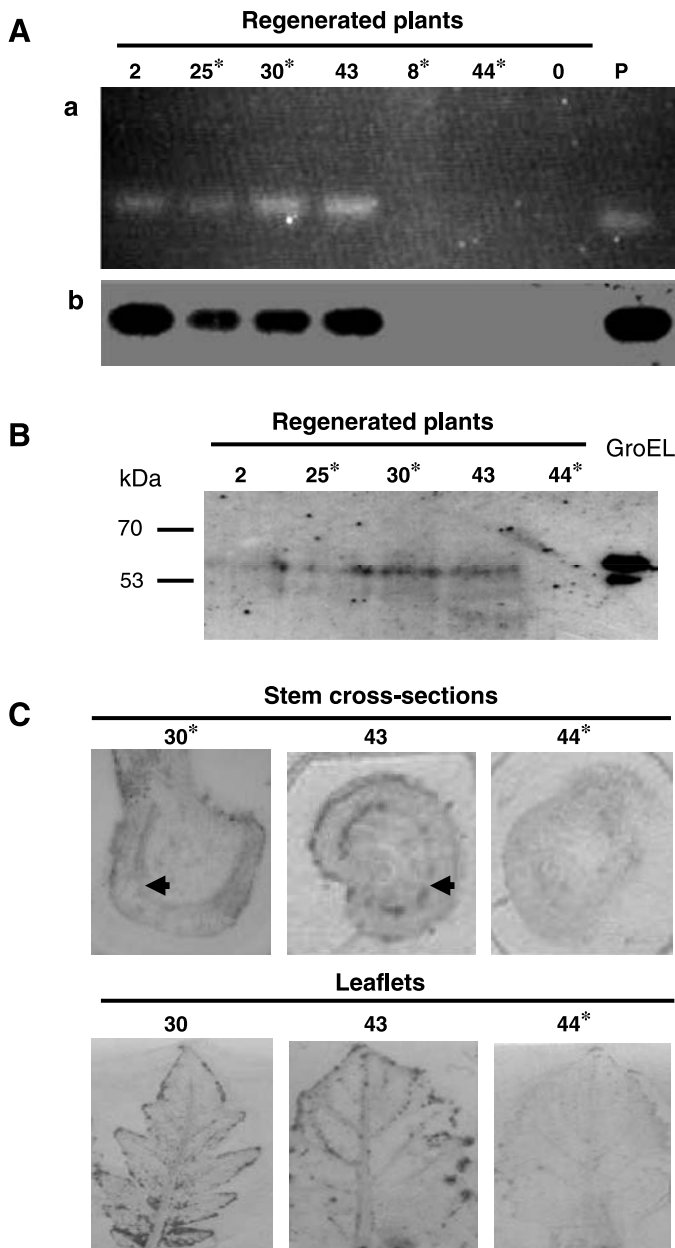 A
Regenerated plants
2 25* 30* 43 8* 44* 0 P
a
b
B
Regenerated plants
GroEL
kDa
2 25* 30* 43 44*
70
53
C
Stem cross-sections
30* 43 44*
Leaflets
30 43 44*